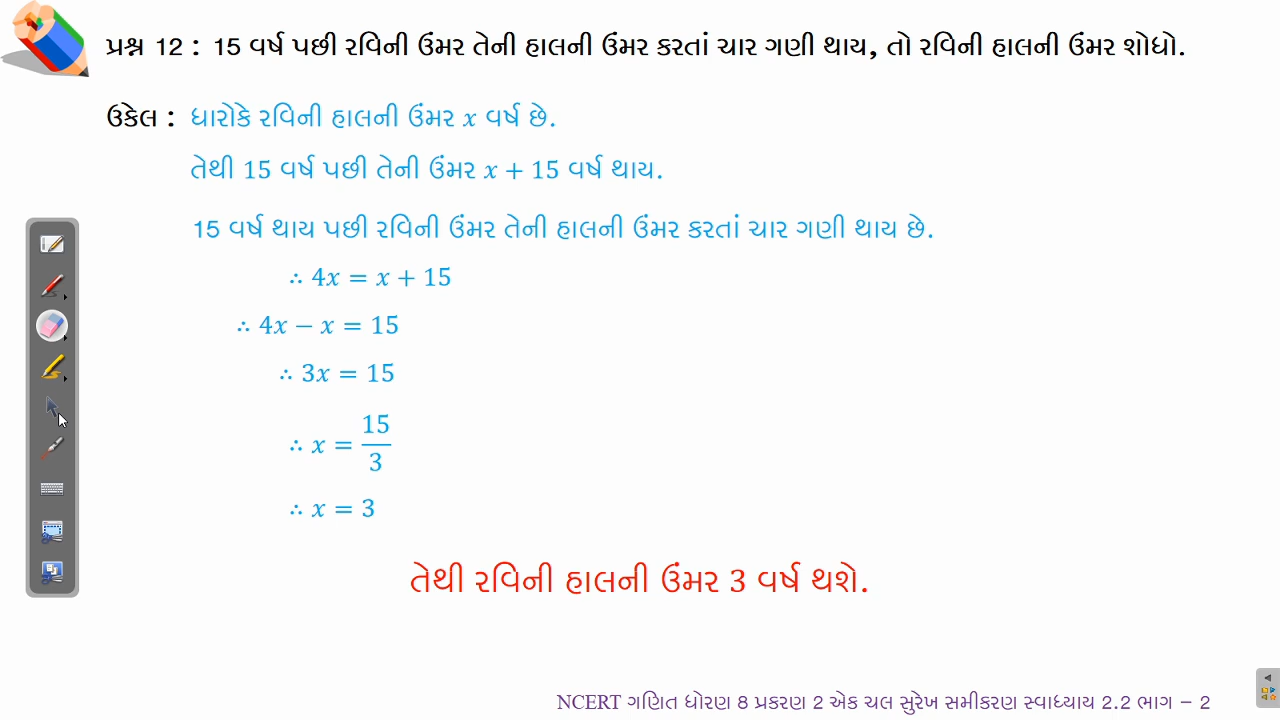 પ્રશ્ન 12 : 15 વર્ષ પછી રવિની ઉંમર તેની હાલની ઉંમર કરતાં ચાર ગણી થાય, તો રવિની હાલની ઉંમર શોધો.
ઉકેલ : ધારોકે રવિની હાલની ઉંમર x વર્ષ છે.
તેથી 15 વર્ષ પછી તેની ઉંમર x + 15 વર્ષ થાય.
15 વર્ષ થાય પછી રવિની ઉંમર તેની હાલની ઉંમર કરતાં ચાર ગણી થાય છે.
∴ 4x = x + 15
∴ 4x − x = 15
∴ 3x = 15
∴ x = 15/3
∴ x = 3
તેથી રવિની હાલની ઉંમર 3 વર્ષ થશે.
NCERT ગણિત ધોરણ 8 પ્રકરણ 2 એક ચલ સુરેખ સમીકરણ સ્વાધ્યાય 2.2 ભાગ – 2